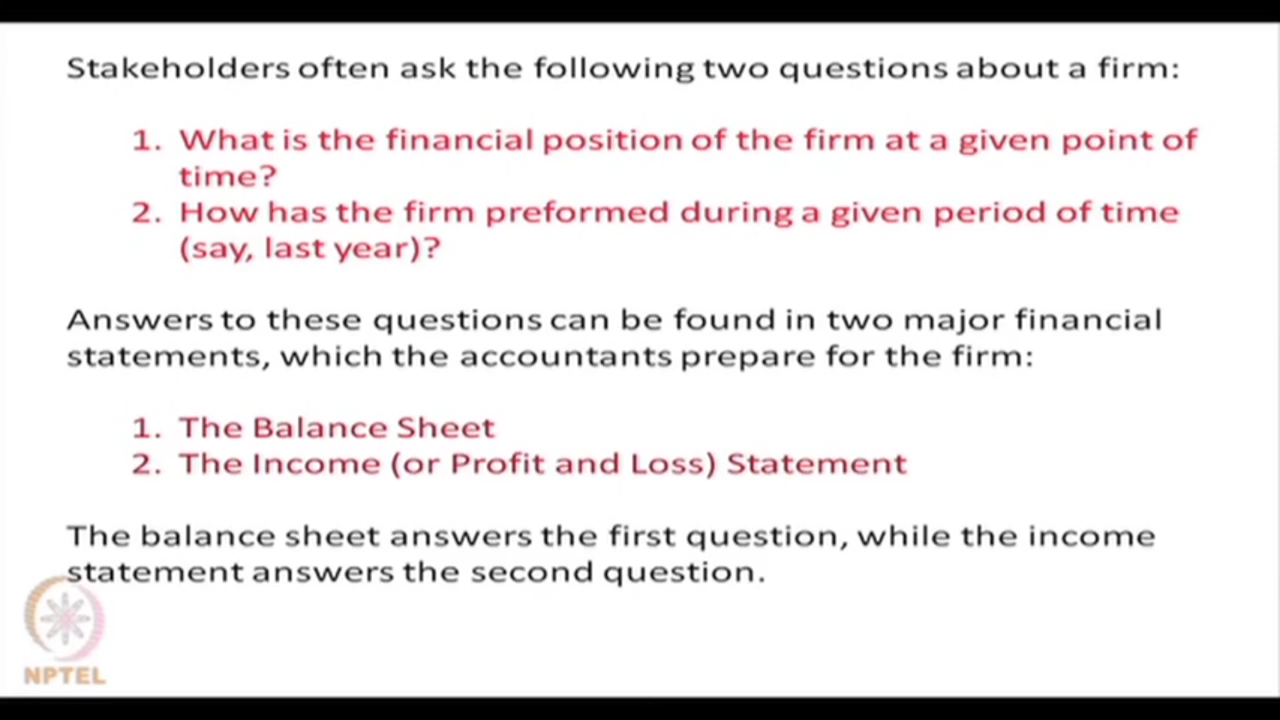 Stakeholders often ask the following two questions about a firm:
1. What is the financial position of the firm at a given point of
time?
2. How has the firm preformed during a given period of time
(say, last year)?
Answers to these questions can be found in two major financial
statements, which the accountants prepare for the firm:
1. The Balance Sheet
2. The Income (or Profit and Loss) Statement
The balance sheet answers the first question, while the income
statement answers the second question.
NPTEL